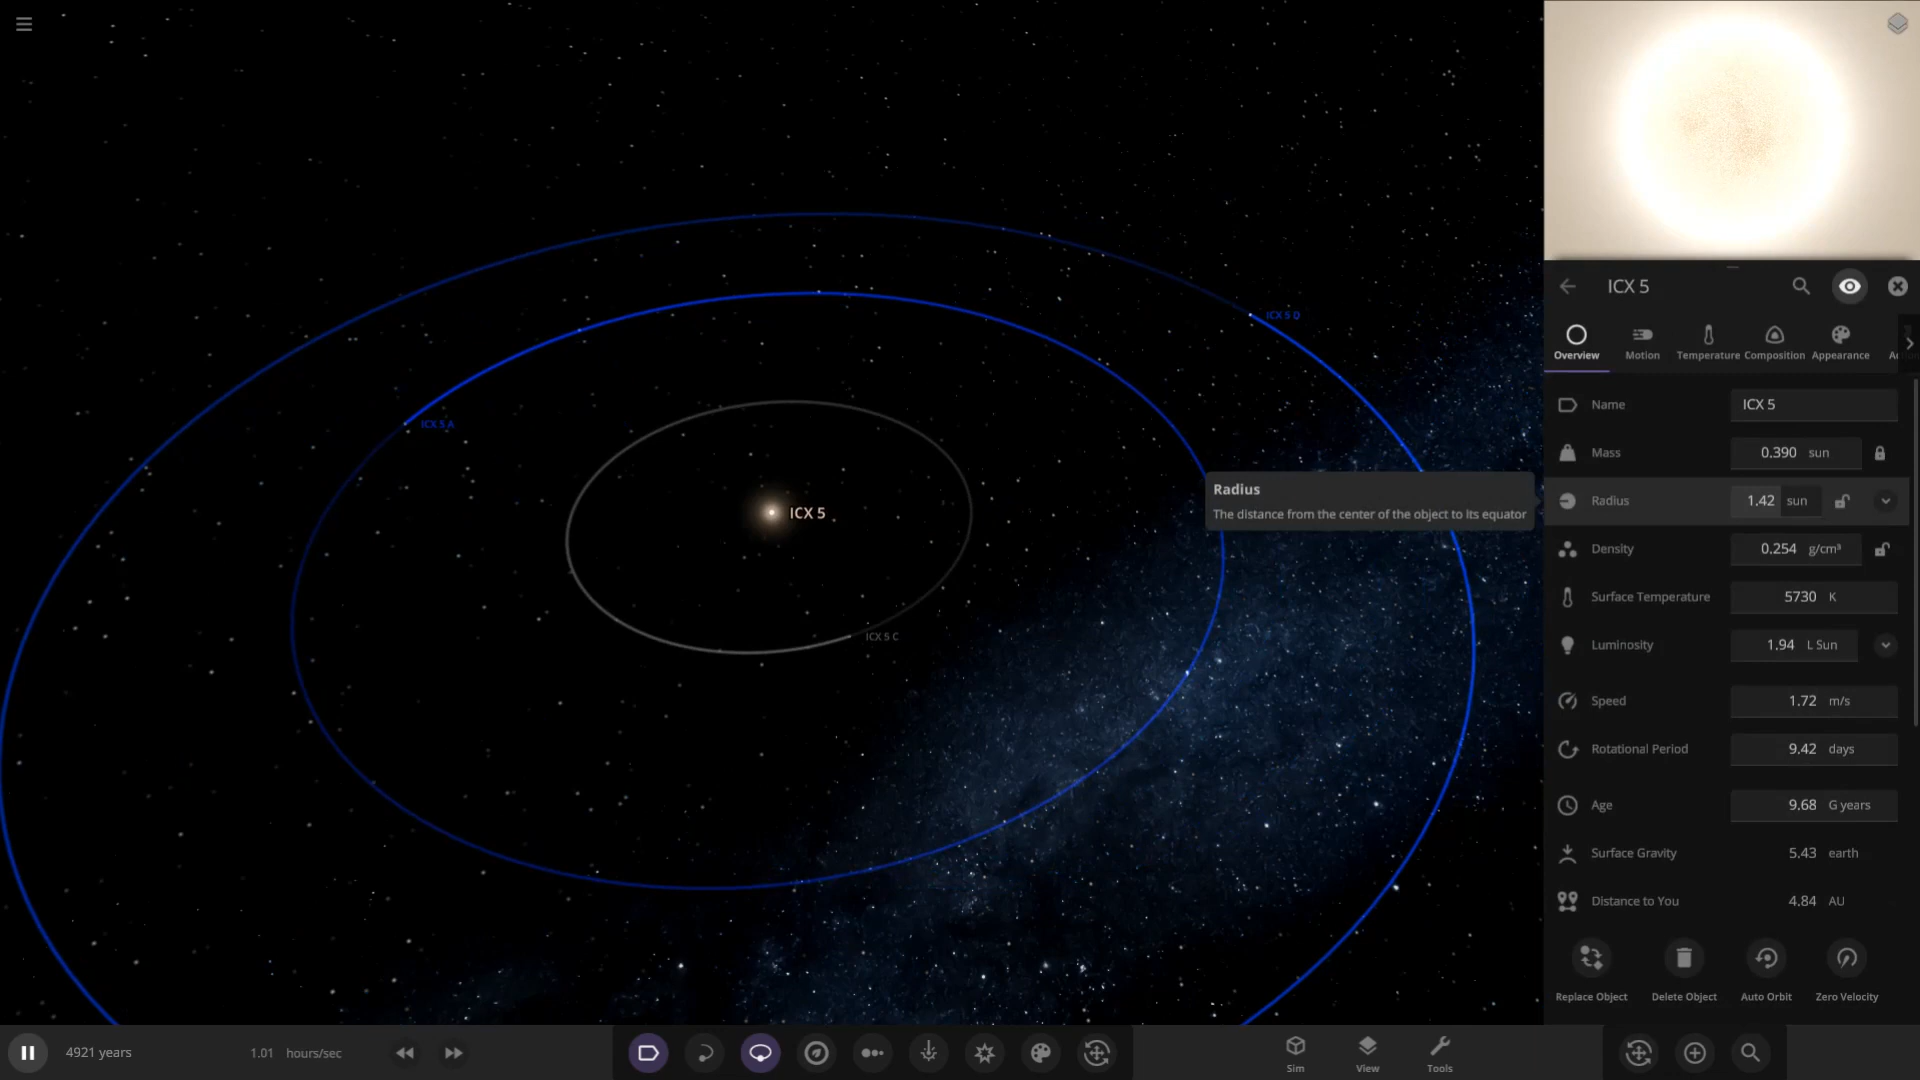 ICX 5 D
ICX 5 A
ICX 5
ICX 5 C
Radius
The distance from the center of the object to its equator
ICX 5
Overview
Motion
Temperature
Composition
Appearance
Name ICX 5
Mass 0.390 sun
Radius 1.42 sun
Density 0.254 g/cm³
Surface Temperature 5730 K
Luminosity 1.94 L Sun
Speed 1.72 m/s
Rotational Period 9.42 days
Age 9.68 G years
Surface Gravity 5.43 earth
Distance to You 4.84 AU
Replace Object
Delete Object
Auto Orbit
Zero Velocity
4921 years
1.01 hours/sec
Sim
View
Tools